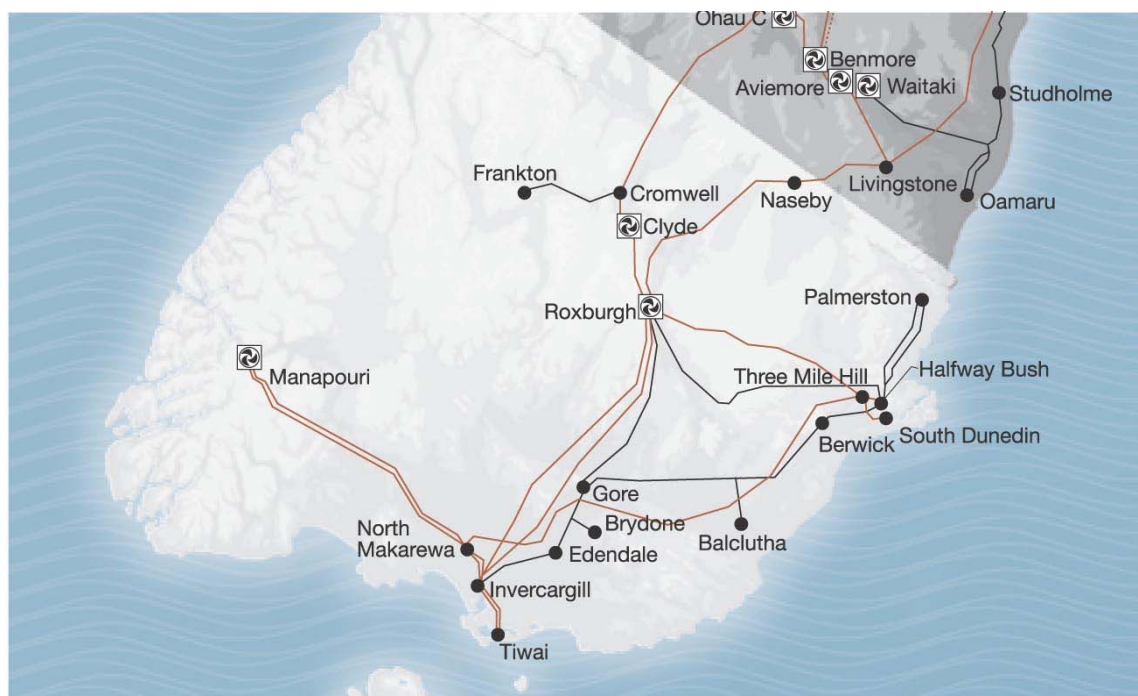 Ohau C
Benmore
Aviemore
Waitaki
Studholme
Frankton
Cromwell
Livingstone
Naseby
Oamaru
Clyde
Roxburgh
Palmerston
Manapouri
Three Mile Hill
Halfway Bush
South Dunedin
Berwick
Gore
North
Makarewa
Brydone
Balclutha
Edendale
Invercargill
Tiwai